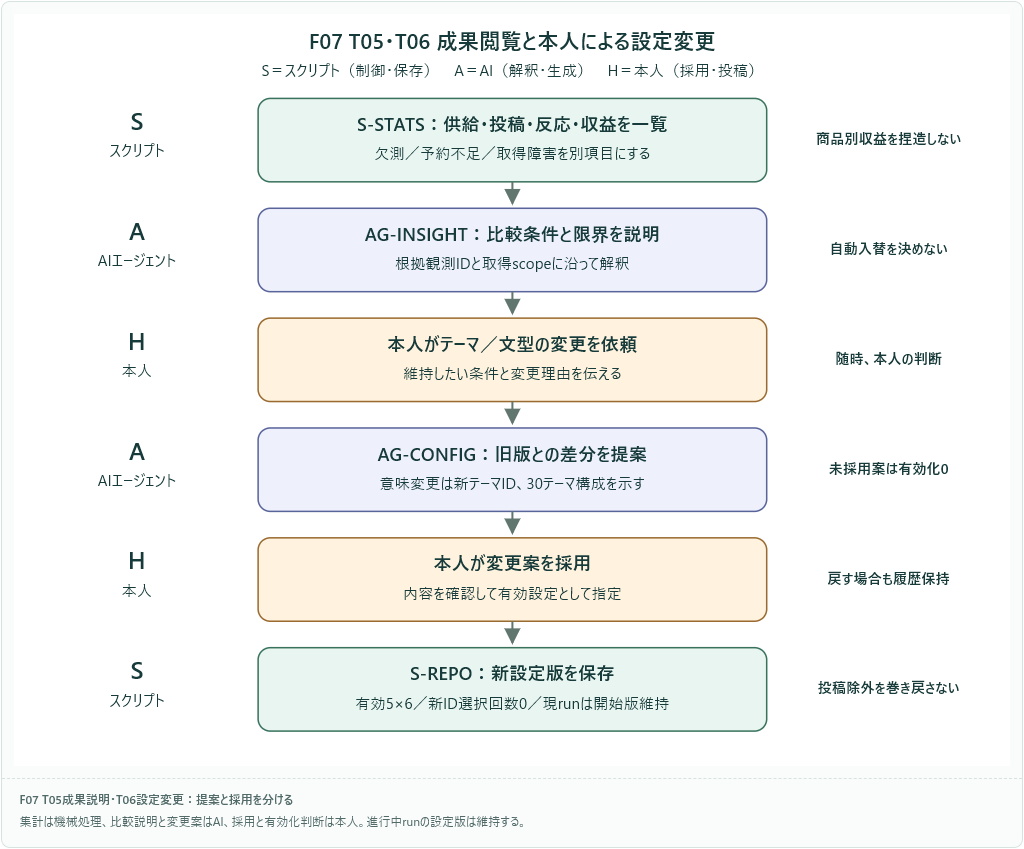 F07 T05・T06 成果閲覧と本人による設定変更
S＝スクリプト（制御・保存）　A＝AI（解釈・生成）　H＝本人（採用・投稿）
S
スクリプト
S-STATS：供給・投稿・反応・収益を一覧
欠測／予約不足／取得障害を別項目にする
商品別収益を捏造しない
A
AIエージェント
AG-INSIGHT：比較条件と限界を説明
根拠観測IDと取得scopeに沿って解釈
自動入替を決めない
H
本人
本人がテーマ／文型の変更を依頼
維持したい条件と変更理由を伝える
随時、本人の判断
A
AIエージェント
AG-CONFIG：旧版との差分を提案
意味変更は新テーマID、30テーマ構成を示す
未採用案は有効化0
H
本人
本人が変更案を採用
内容を確認して有効設定として指定
戻す場合も履歴保持
S
スクリプト
S-REPO：新設定版を保存
有効5×6／新ID選択回数0／現runは開始版維持
投稿除外を巻き戻さない
F07 T05成果説明・T06設定変更：提案と採用を分ける
集計は機械処理、比較説明と変更案はAI、採用と有効化判断は本人。進行中runの設定版は維持する。